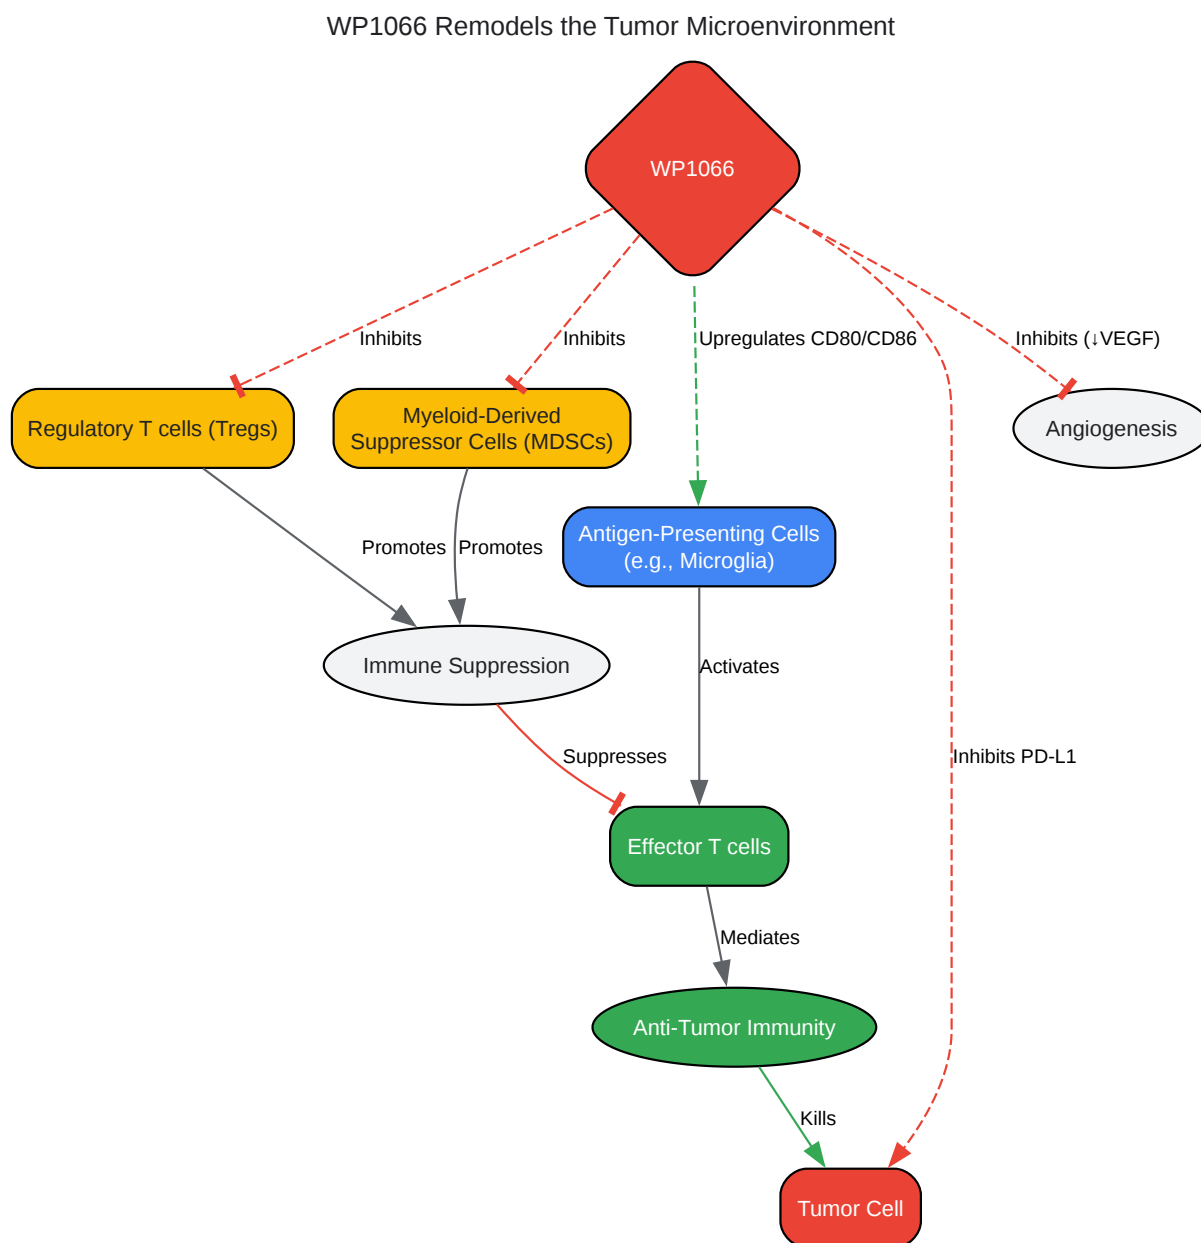 WP1066 Remodels the Tumor Microenvironment
WP1066
Inhibits
Inhibits
Upregulates CD80/CD86
Inhibits (↓VEGF)
Regulatory T cells (Tregs)
Myeloid-Derived
Suppressor Cells (MDSCs)
Angiogenesis
Antigen-Presenting Cells
(e.g., Microglia)
Promotes
Promotes
Immune Suppression
Activates
Suppresses
Inhibits PD-L1
Effector T cells
Mediates
Anti-Tumor Immunity
Kills
Tumor Cell